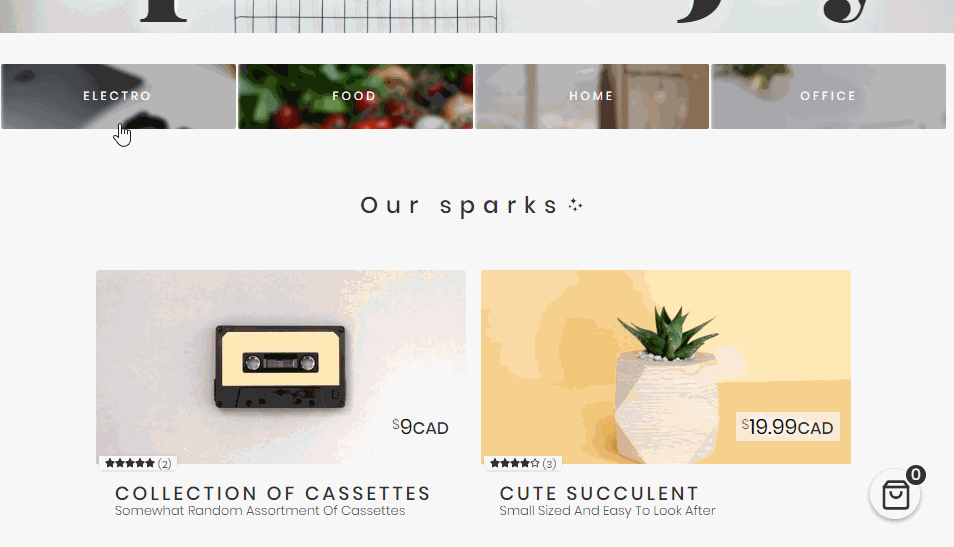 ELECTRO
FOOD
HOME
OFFICE
Our sparks
$9CAD
$19.99CAD
(2)
(3)
COLLECTION OF CASSETTES
CUTE SUCCULENT
Somewhat Random Assortment Of Cassettes
Small Sized And Easy To Look After
0